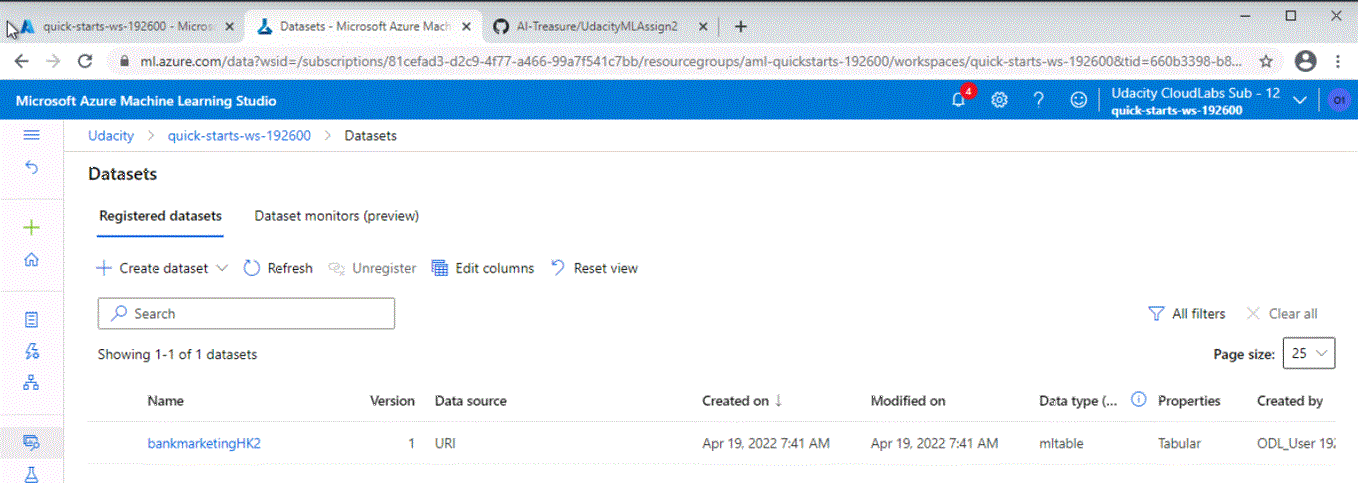 quick-starts-ws-192600 - Micros
Datasets - Microsoft Azure Mach
AI-Treasure/UdacityMLAssign2
ml.azure.com/data?wsid=/subscriptions/81cefad3-d2c9-4f77-a466-99a7f541c7bb/resourcegroups/aml-quickstarts-192600/workspaces/quick-starts-ws-192600&tid=660b3398-b8...
Microsoft Azure Machine Learning Studio
4
Udacity CloudLabs Sub - 12
quick-starts-ws-192600
OI
Udacity > quick-starts-ws-192600 > Datasets
Datasets
Registered datasets Dataset monitors (preview)
Create dataset Refresh Unregister Edit columns Reset view
Search
All filters Clear all
Showing 1-1 of 1 datasets
Page size: 25
Name Version Data source Created on ↓ Modified on Data type (... Properties Created by
bankmarketingHK2 1 URI Apr 19, 2022 7:41 AM Apr 19, 2022 7:41 AM mltable Tabular ODL_User 192